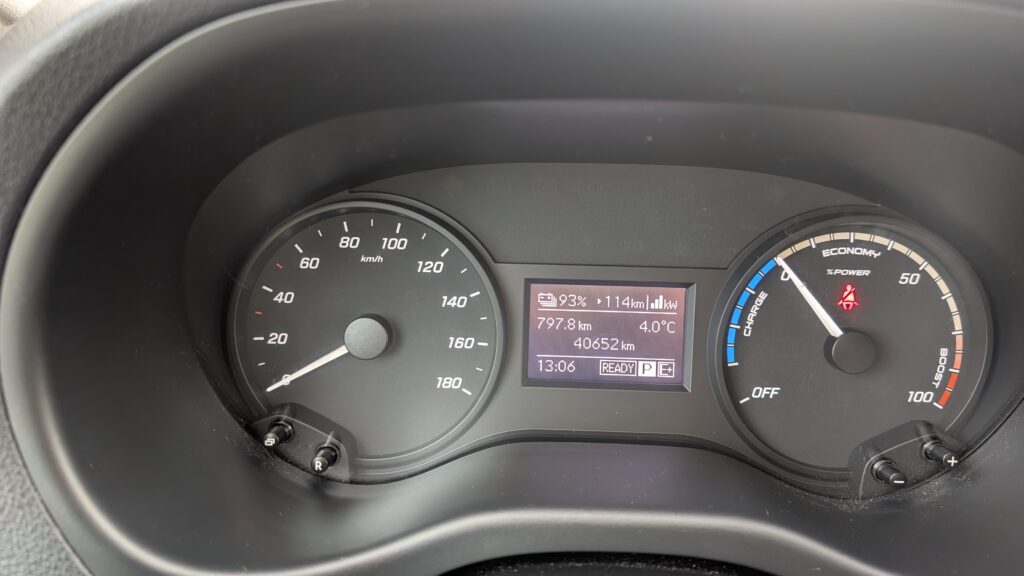 0
20
40
60
80
100
120
140
160
180
km/h
93% 114km kW
797.8 km 4.0°C
40652 km
13:06 READY P E
OFF
CHARGE
0
ECONOMY
% POWER
50
BOOST
100
R
- +